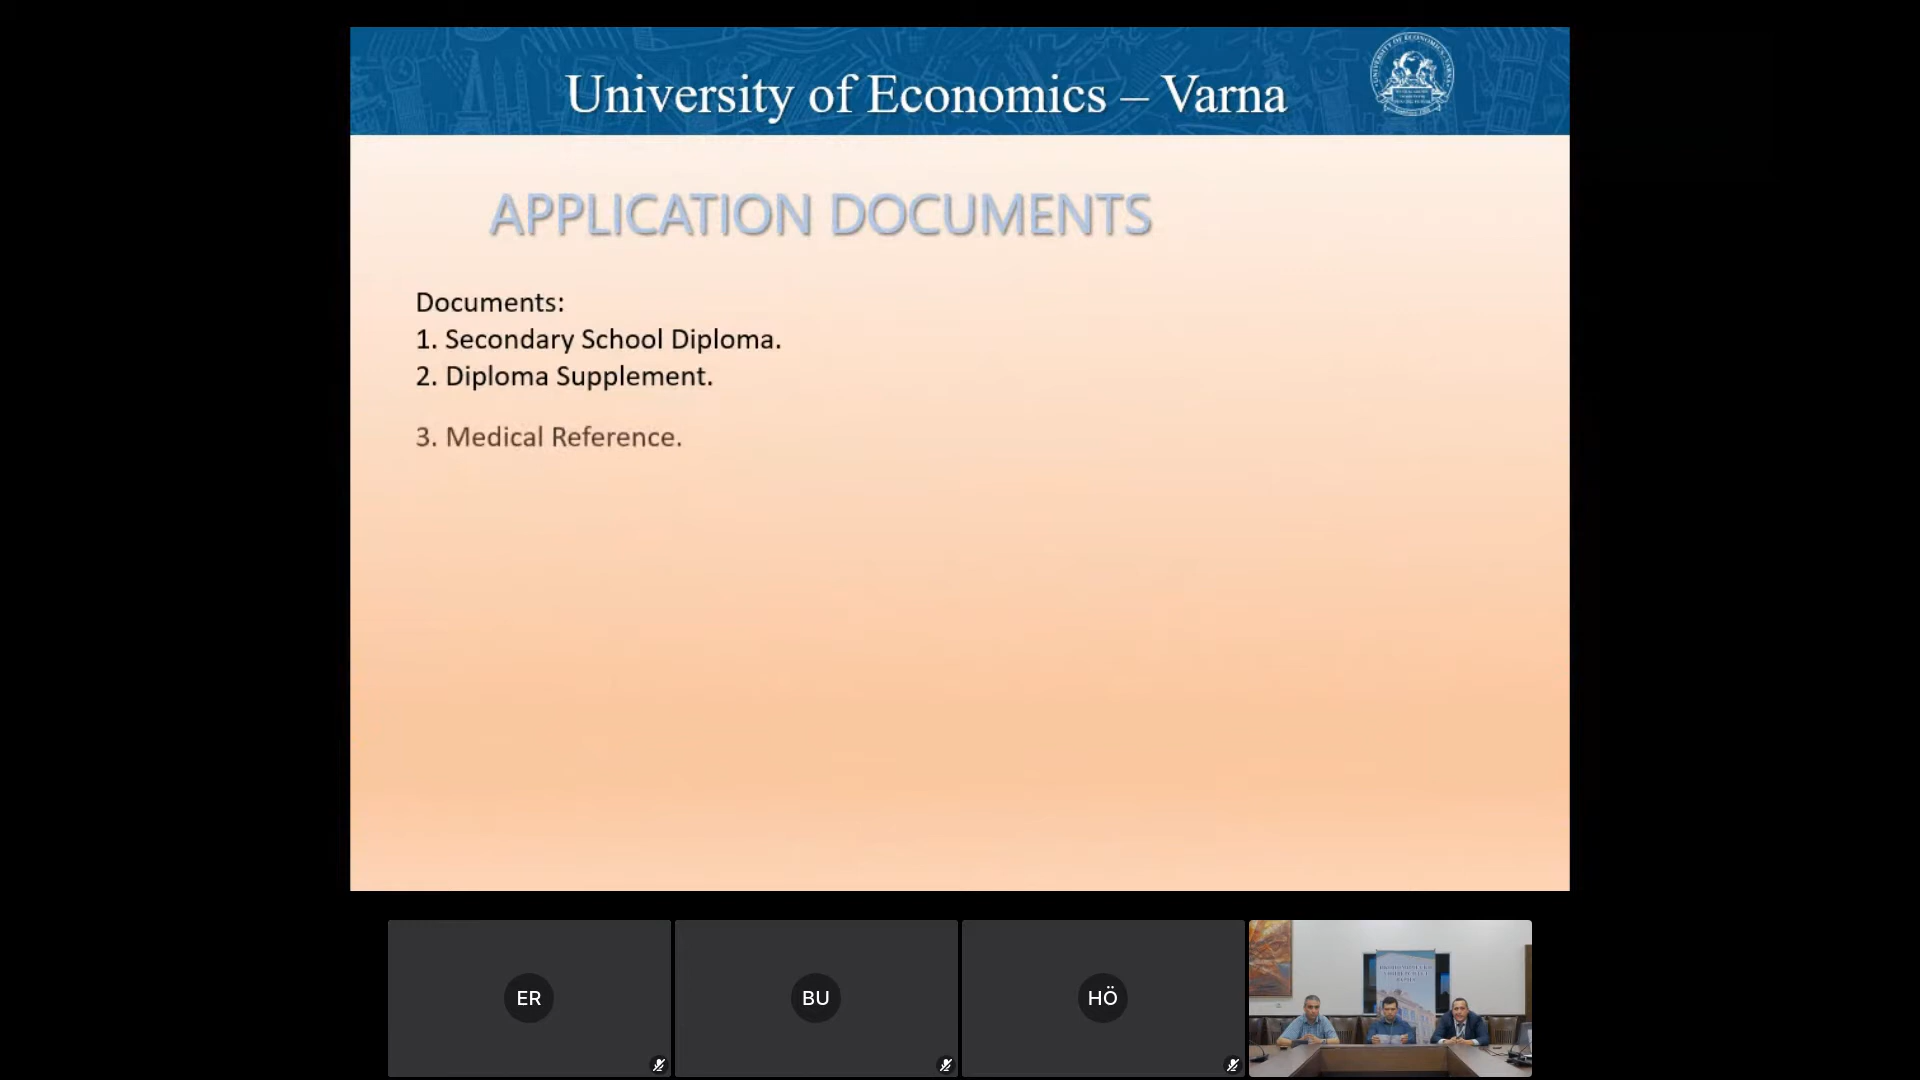 University of Economics – Varna
APPLICATION DOCUMENTS
Documents:
1. Secondary School Diploma.
2. Diploma Supplement.
3. Medical Reference.
ER
BU
HÖ